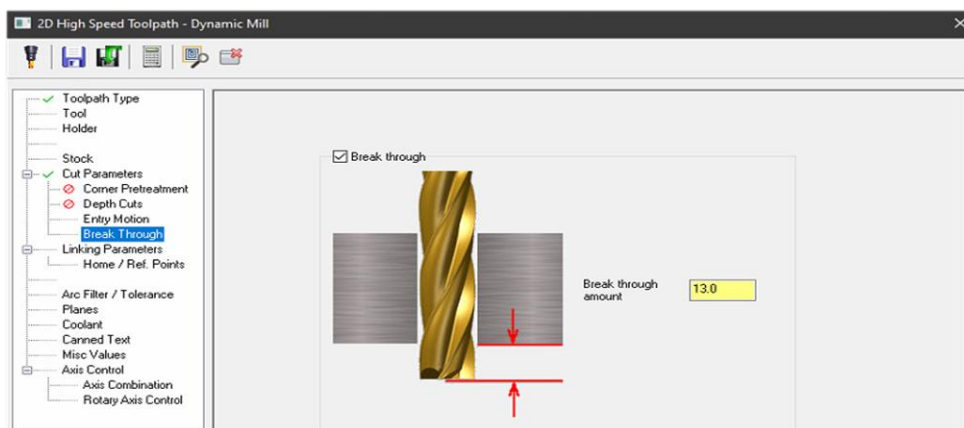 2D High Speed Toolpath - Dynamic Mill
Toolpath Type
Tool
Holder
Stock
Cut Parameters
Corner Pretreatment
Depth Cuts
Entry Motion
Break Through
Linking Parameters
Home / Ref. Points
Arc Filter / Tolerance
Planes
Coolant
Canned Text
Misc Values
Axis Control
Axis Combination
Rotary Axis Control
Break through
Break through
amount
13.0